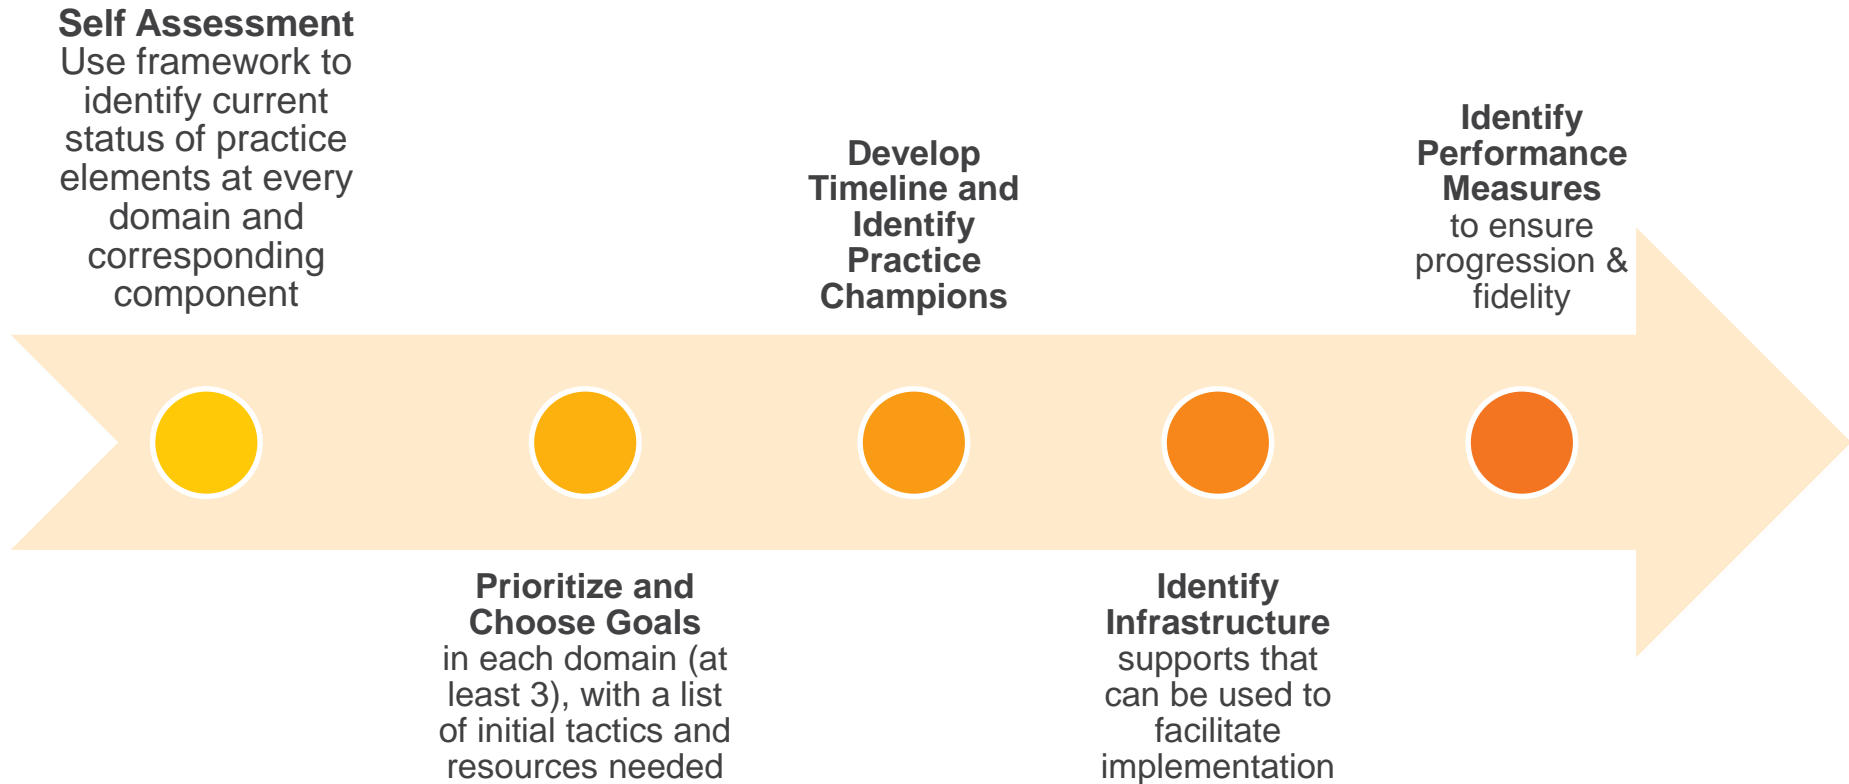 Self Assessment
Use framework to
identify current
status of practice
elements at every
domain and
corresponding
component
Prioritize and
Choose Goals
in each domain (at
least 3), with a list
of initial tactics and
resources needed
Develop
Timeline and
Identify
Practice
Champions
Identify
Infrastructure
supports that
can be used to
facilitate
implementation
Identify
Performance
Measures
to ensure
progression &
fidelity